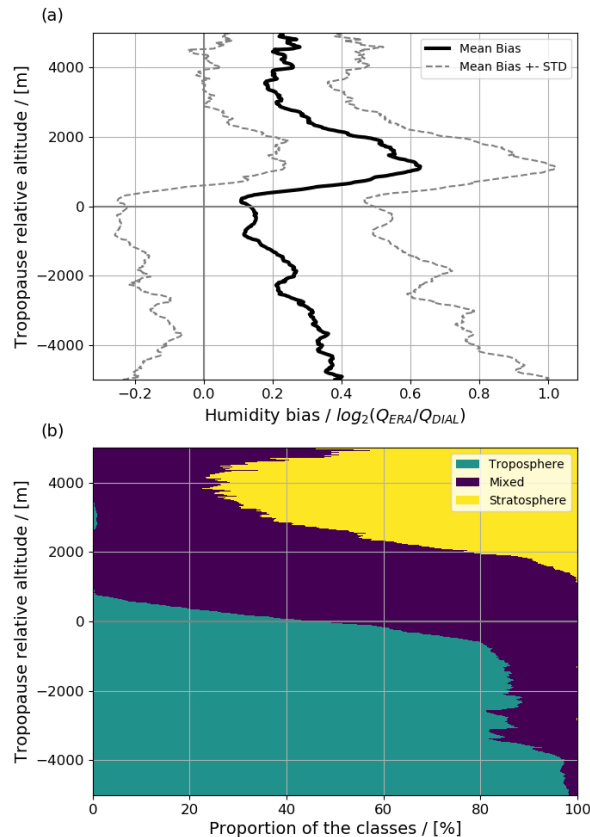 (a)
Mean Bias
Mean Bias +- STD
4000
2000
0
−2000
−4000
Tropopause relative altitude / [m]
−0.2 0.0 0.2 0.4 0.6 0.8 1.0
Humidity bias / log2(QERA/QDIAL)
(b)
Troposphere
Mixed
Stratosphere
4000
2000
0
−2000
−4000
Tropopause relative altitude / [m]
0 20 40 60 80 100
Proportion of the classes / [%]